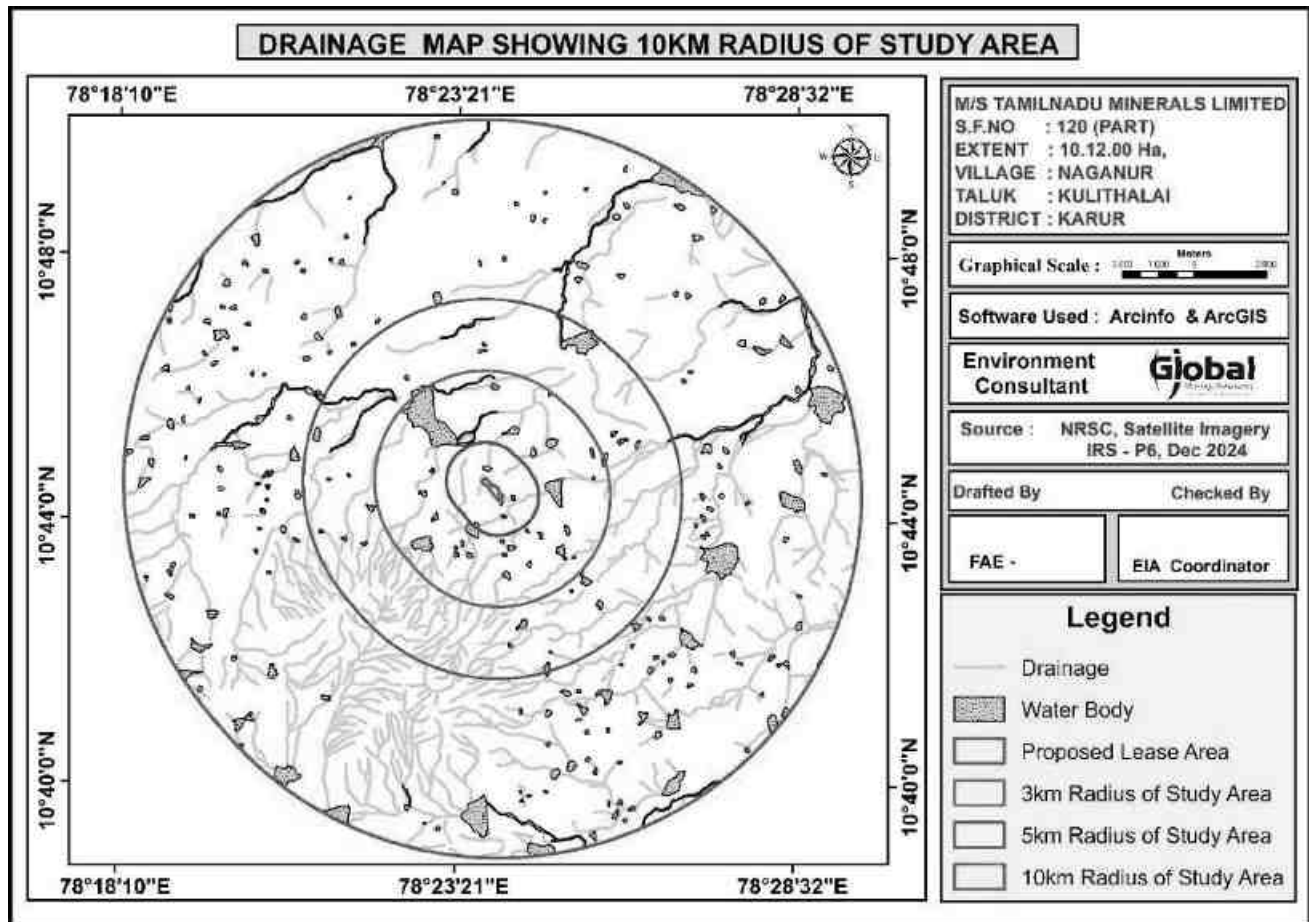 DRAINAGE MAP SHOWING 10KM RADIUS OF STUDY AREA
78°18'10"E 78°23'21"E 78°28'32"E
10°48'0"N 10°48'0"N
10°44'0"N 10°44'0"N
10°40'0"N 10°40'0"N
78°18'10"E 78°23'21"E 78°28'32"E
W E
S
M/S TAMILNADU MINERALS LIMITED
S.F.NO : 120 (PART)
EXTENT : 10.12.00 Ha,
VILLAGE : NAGANUR
TALUK : KULITHALAI
DISTRICT : KARUR
Graphical Scale : Meters
Software Used : Arcinfo & ArcGIS
Environment
Consultant
Global
Source : NRSC, Satellite Imagery
IRS - P6, Dec 2024
Drafted By Checked By
FAE - EIA Coordinator
Legend
Drainage
Water Body
Proposed Lease Area
3km Radius of Study Area
5km Radius of Study Area
10km Radius of Study Area